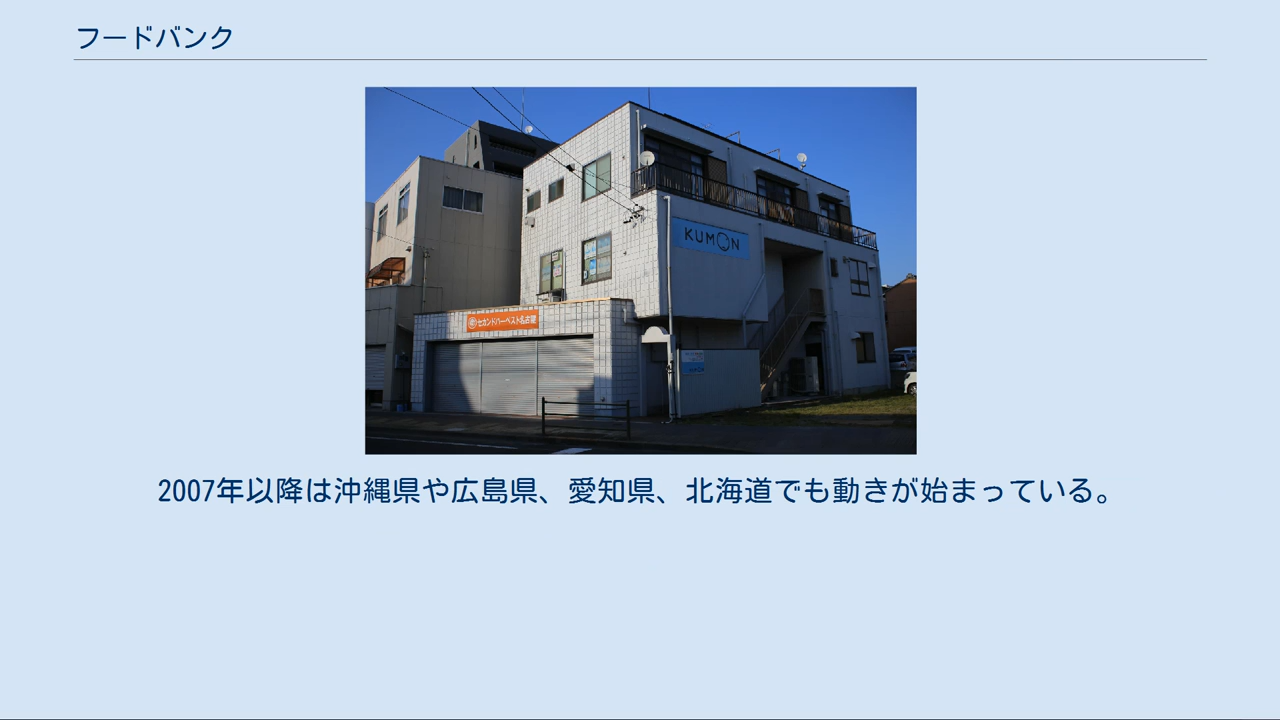 フードバンク
KUMON
セカンドハーベスト名古屋
2007年以降は沖縄県や広島県、愛知県、北海道でも動きが始まっている。